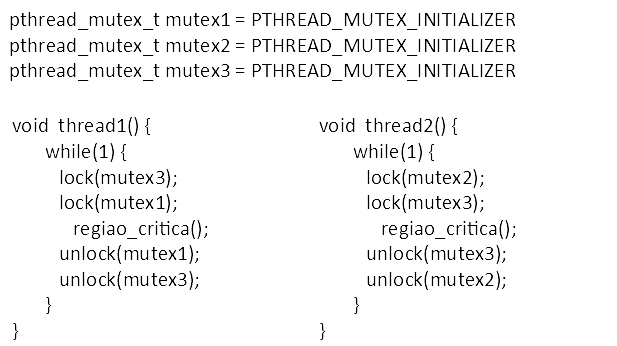 pthread_mutex_t mutex1 = PTHREAD_MUTEX_INITIALIZER
pthread_mutex_t mutex2 = PTHREAD_MUTEX_INITIALIZER
pthread_mutex_t mutex3 = PTHREAD_MUTEX_INITIALIZER
void thread1() {
while(1) {
lock(mutex3);
lock(mutex1);
regiao_critica();
unlock(mutex1);
unlock(mutex3);
}
}
void thread2() {
while(1) {
lock(mutex2);
lock(mutex3);
regiao_critica();
unlock(mutex3);
unlock(mutex2);
}
}